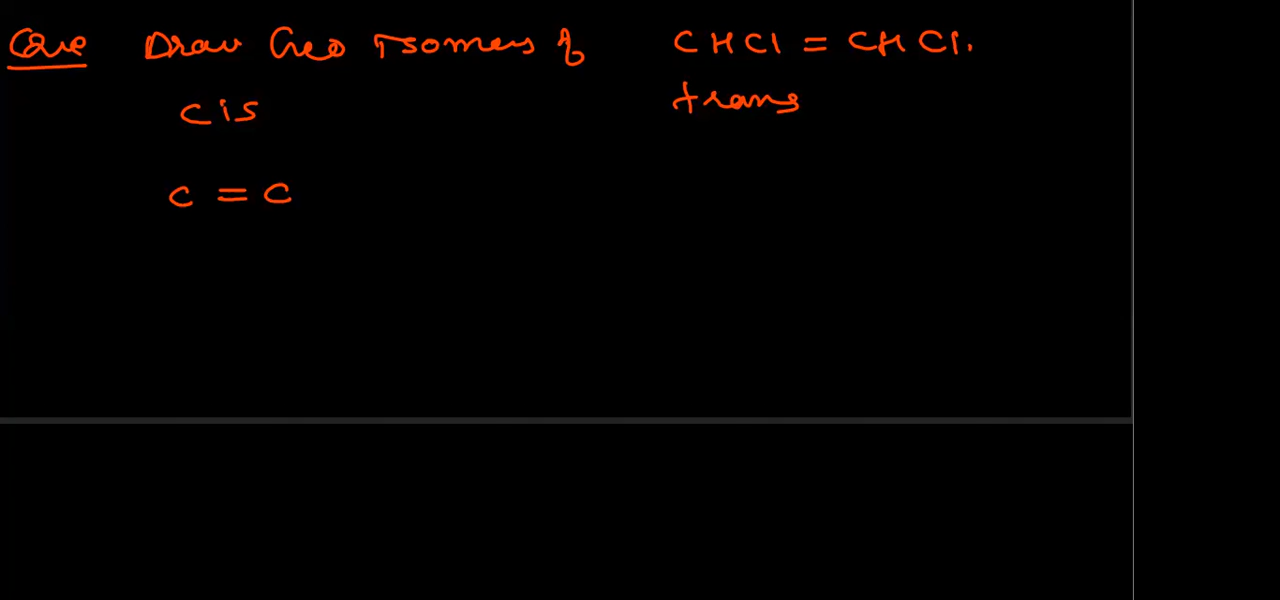 Que Draw Geo Isomers of CHCl = CHCl.
cis trans
C = C